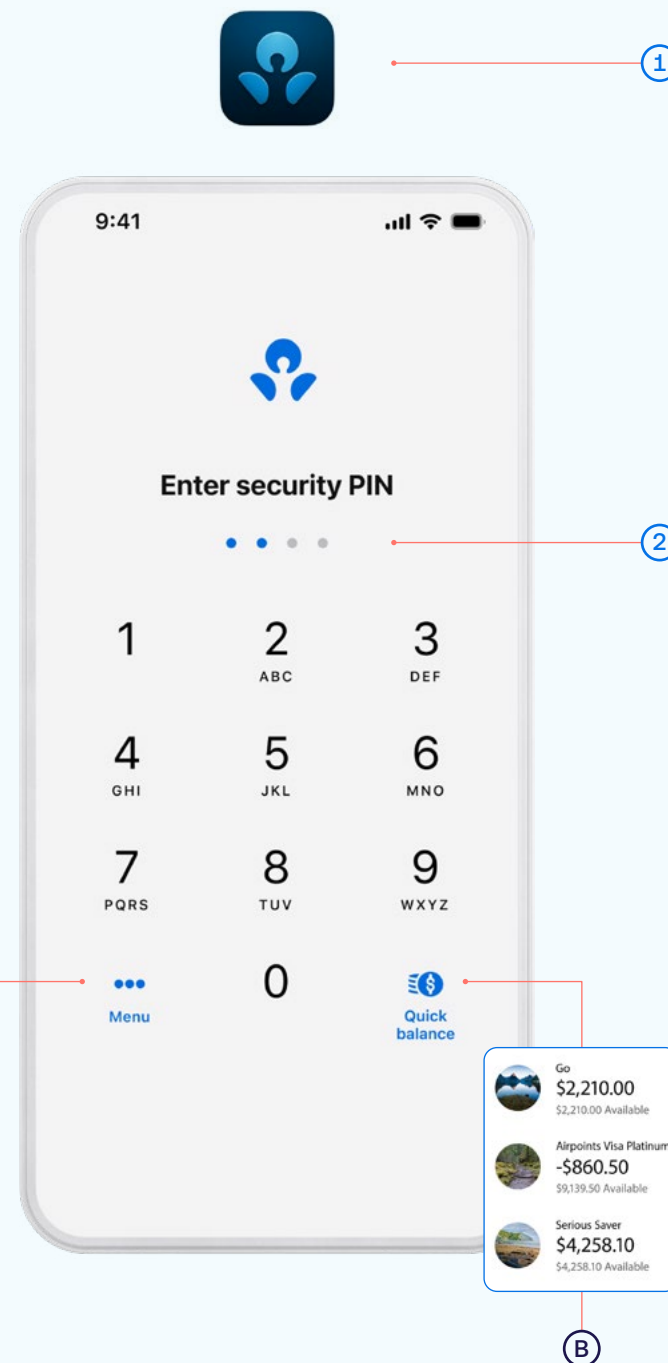 1
9:41
Enter security PIN
2
1 2 3
ABC DEF
4 5 6
GHI JKL MNO
7 8 9
PQRS TUV WXYZ
0
Menu
Quick
balance
Go
$2,210.00
$2,210.00 Available
Airpoints Visa Platinum
-$860.50
$9,139.50 Available
Serious Saver
$4,258.10
$4,258.10 Available
B